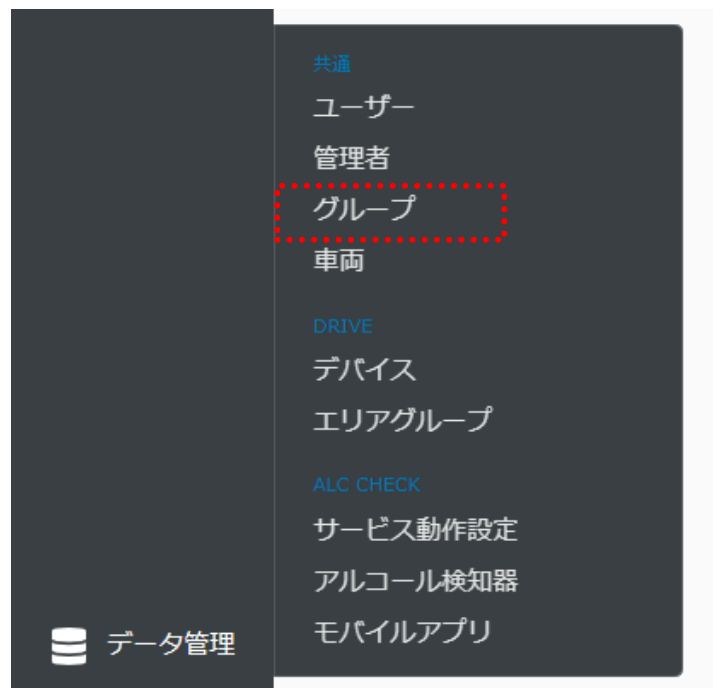 共通
ユーザー
管理者
グループ
車両
DRIVE
デバイス
エリアグループ
ALC CHECK
サービス動作設定
アルコール検知器
モバイルアプリ
データ管理